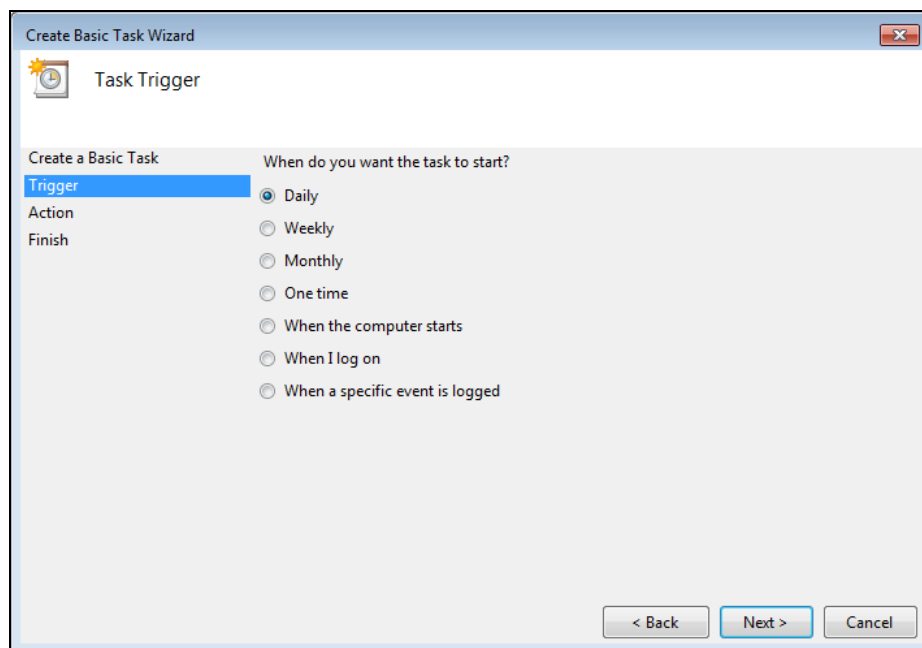 Create Basic Task Wizard
Task Trigger
Create a Basic Task
Trigger
Action
Finish
When do you want the task to start?
Daily
Weekly
Monthly
One time
When the computer starts
When I log on
When a specific event is logged
< Back
Next >
Cancel